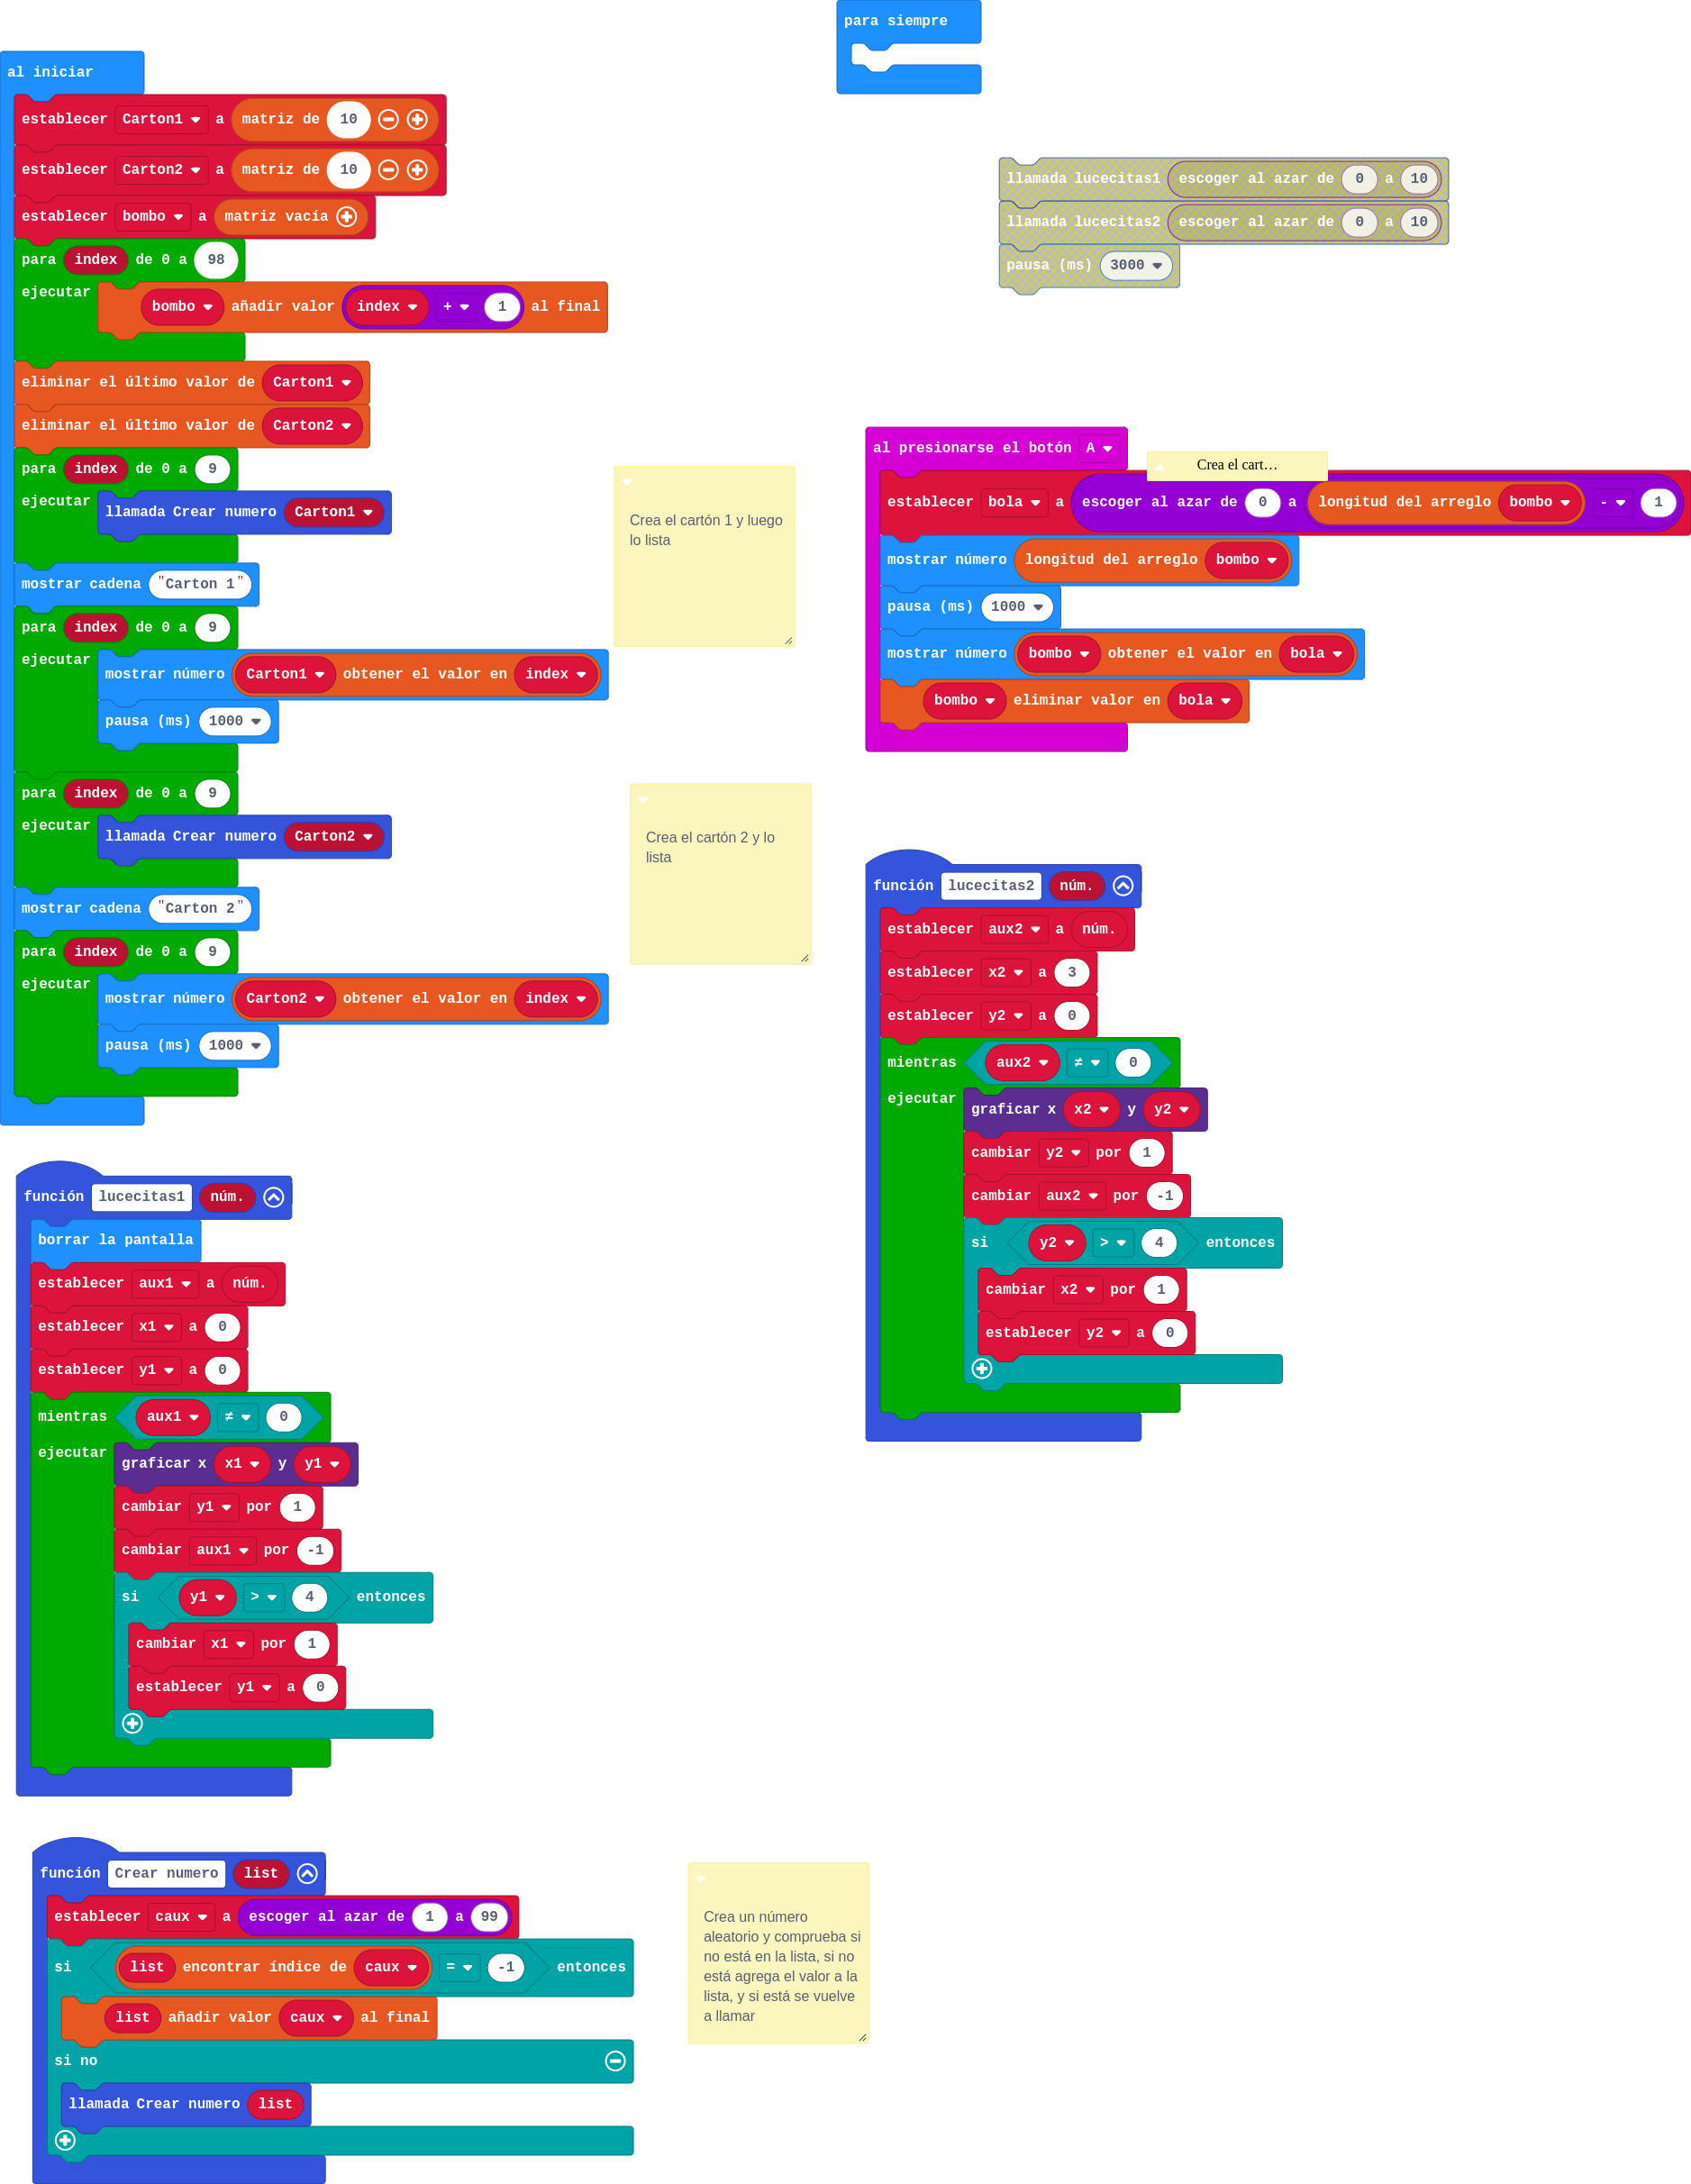 al iniciar
establecer Carton1 a matriz de 10
establecer Carton2 a matriz de 10
establecer bombo a matriz vacía
para index de 0 a 98
ejecutar bombo añadir valor index + 1 al final
eliminar el último valor de Carton1
eliminar el último valor de Carton2
para index de 0 a 9
ejecutar llamada Crear numero Carton1
mostrar cadena "Carton 1"
para index de 0 a 9
ejecutar mostrar número Carton1 obtener el valor en index
pausa (ms) 1000
para index de 0 a 9
ejecutar llamada Crear numero Carton2
mostrar cadena "Carton 2"
para index de 0 a 9
ejecutar mostrar número Carton2 obtener el valor en index
pausa (ms) 1000
Crea el cartón 1 y luego
lo lista
Crea el cartón 2 y lo
lista
para siempre
llamada lucecitas1 escoger al azar de 0 a 10
llamada lucecitas2 escoger al azar de 0 a 10
pausa (ms) 3000
al presionarse el botón A
Crea el cart…
establecer bola a escoger al azar de 0 a longitud del arreglo bombo - 1
mostrar número longitud del arreglo bombo
pausa (ms) 1000
mostrar número bombo obtener el valor en bola
bombo eliminar valor en bola
función lucecitas2 núm.
establecer aux2 a núm.
establecer x2 a 3
establecer y2 a 0
mientras aux2 ≠ 0
ejecutar graficar x x2 y y2
cambiar y2 por 1
cambiar aux2 por -1
si y2 > 4 entonces
cambiar x2 por 1
establecer y2 a 0
función lucecitas1 núm.
borrar la pantalla
establecer aux1 a núm.
establecer x1 a 0
establecer y1 a 0
mientras aux1 ≠ 0
ejecutar graficar x x1 y y1
cambiar y1 por 1
cambiar aux1 por -1
si y1 > 4 entonces
cambiar x1 por 1
establecer y1 a 0
función Crear numero list
establecer caux a escoger al azar de 1 a 99
si list encontrar índice de caux = -1 entonces
list añadir valor caux al final
si no
llamada Crear numero list
Crea un número
aleatorio y comprueba si
no está en la lista, si no
está agrega el valor a la
lista, y si está se vuelve
a llamar